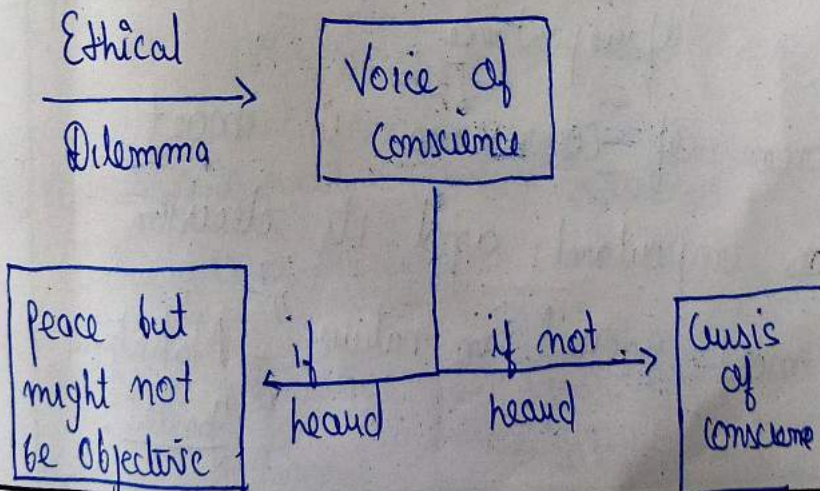 Ethical
Dilemma
Voice of
Conscience
peace but
might not
be objective
if
heard
if not
heard
Crisis
of
conscience